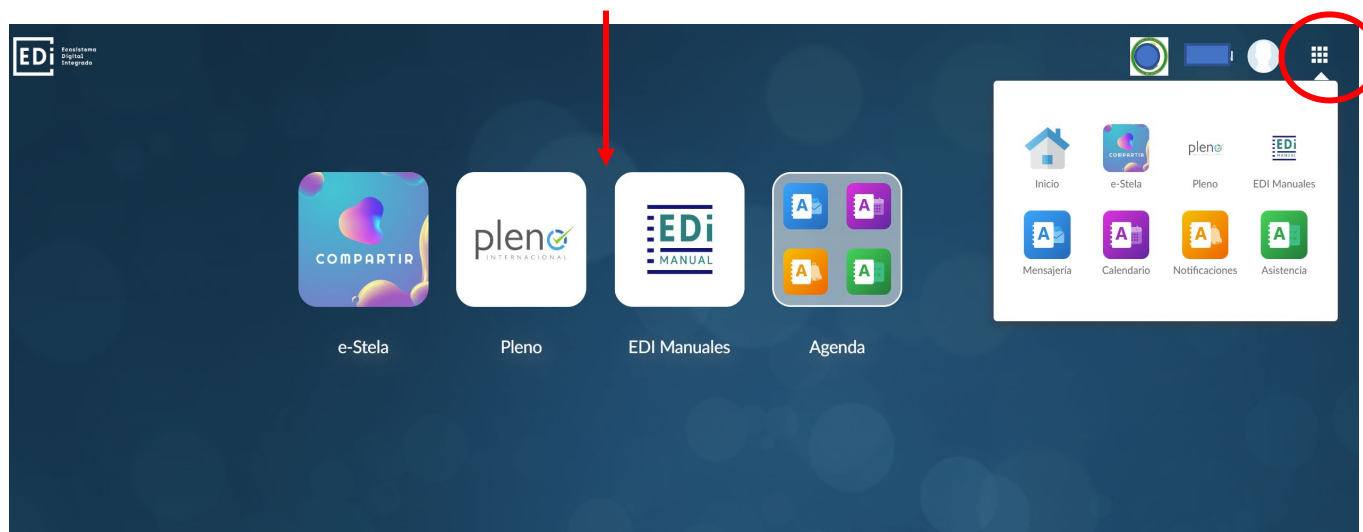 EDi Ecosistema
Digital
Integrado
COMPARTIR
pleno
INTERNACIONAL
EDi
MANUAL
A
A
A
A
e-Stela
Pleno
EDI Manuales
Agenda
COMPARTIR
pleno
EDi
MANUAL
Inicio
e-Stela
Pleno
EDI Manuales
A
A
A
A
Mensajería
Calendario
Notificaciones
Asistencia